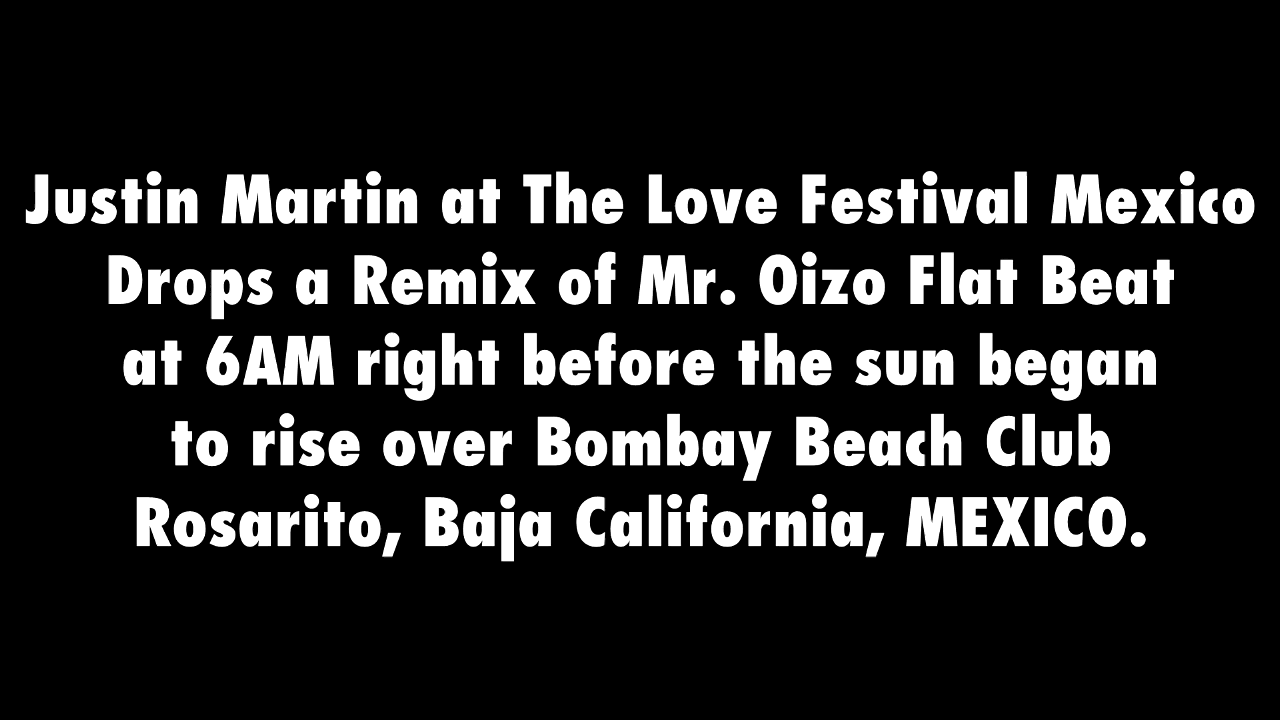 Justin Martin at The Love Festival Mexico
Drops a Remix of Mr. Oizo Flat Beat
at 6AM right before the sun began
to rise over Bombay Beach Club
Rosarito, Baja California, MEXICO.